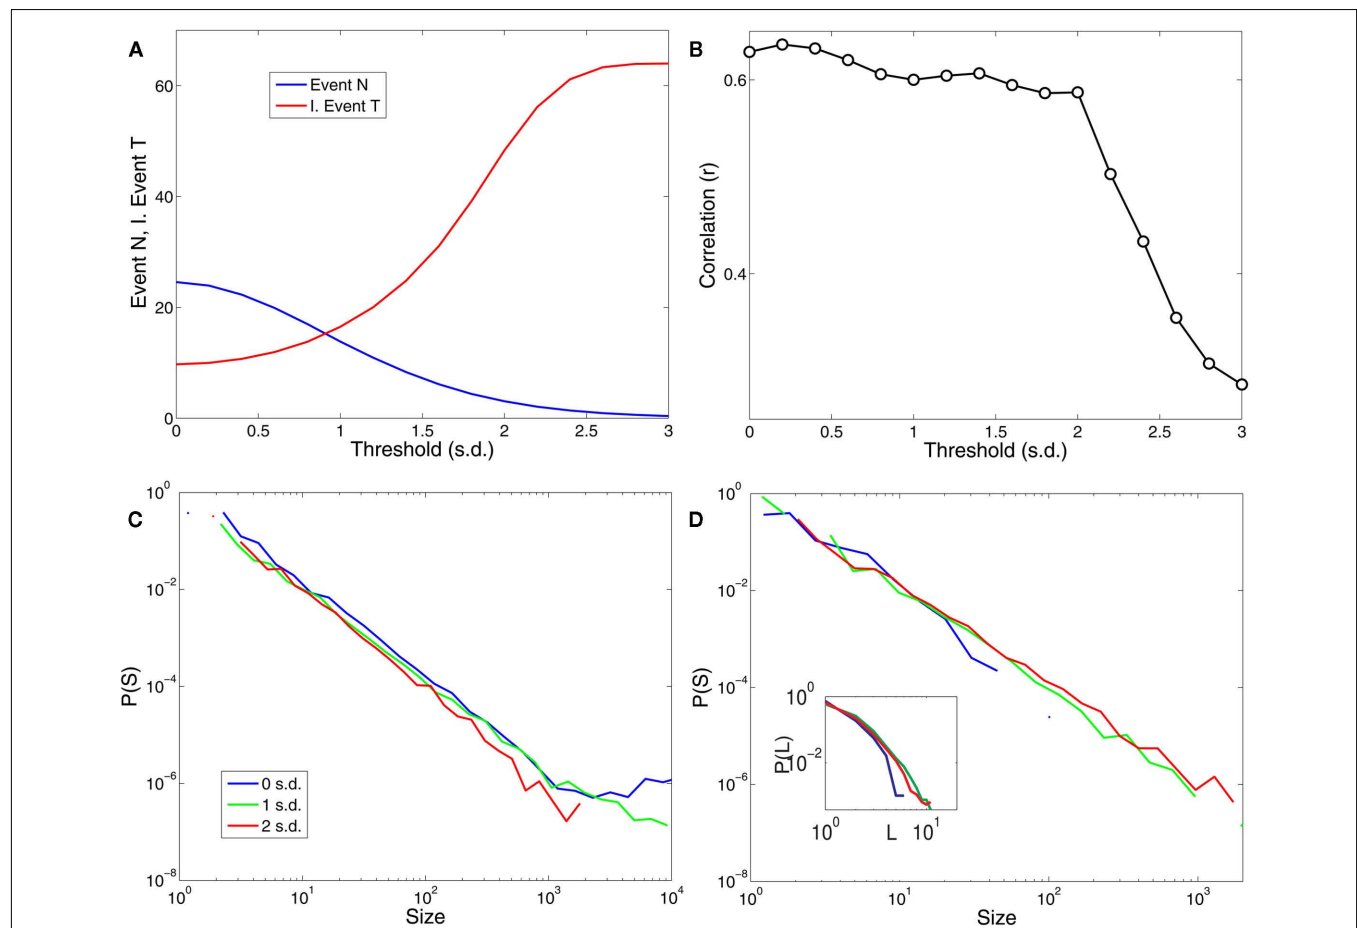 A
60
40
20
0
Event N, I. Event T
Event N
I. Event T
0 0.5 1 1.5 2 2.5 3
Threshold (s.d.)
B
0.6
0.4
Correlation (r)
0 0.5 1 1.5 2 2.5 3
Threshold (s.d.)
C
10^0
10^-2
10^-4
10^-6
10^-8
P(S)
0 s.d.
1 s.d.
2 s.d.
10^0 10^1 10^2 10^3 10^4
Size
D
10^0
10^-2
10^-4
10^-6
10^-8
P(S)
10^0
10^-2
P(L)
10^0 L 10^1
10^0 10^1 10^2 10^3
Size